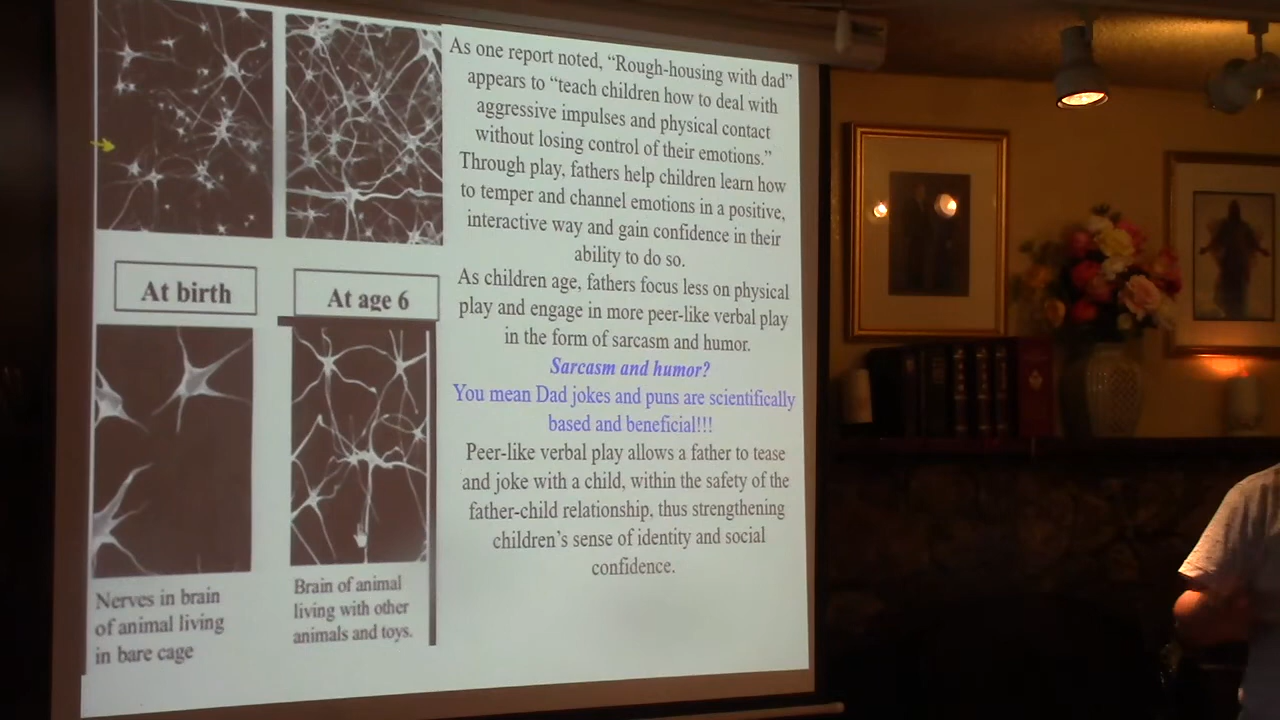 At birth
At age 6
Nerves in brain
of animal living
in bare cage
Brain of animal
living with other
animals and toys.
As one report noted, “Rough-housing with dad”
appears to “teach children how to deal with
aggressive impulses and physical contact
without losing control of their emotions.”
Through play, fathers help children learn how
to temper and channel emotions in a positive,
interactive way and gain confidence in their
ability to do so.
As children age, fathers focus less on physical
play and engage in more peer-like verbal play
in the form of sarcasm and humor.
Sarcasm and humor?
You mean Dad jokes and puns are scientifically
based and beneficial!!!
Peer-like verbal play allows a father to tease
and joke with a child, within the safety of the
father-child relationship, thus strengthening
children’s sense of identity and social
confidence.